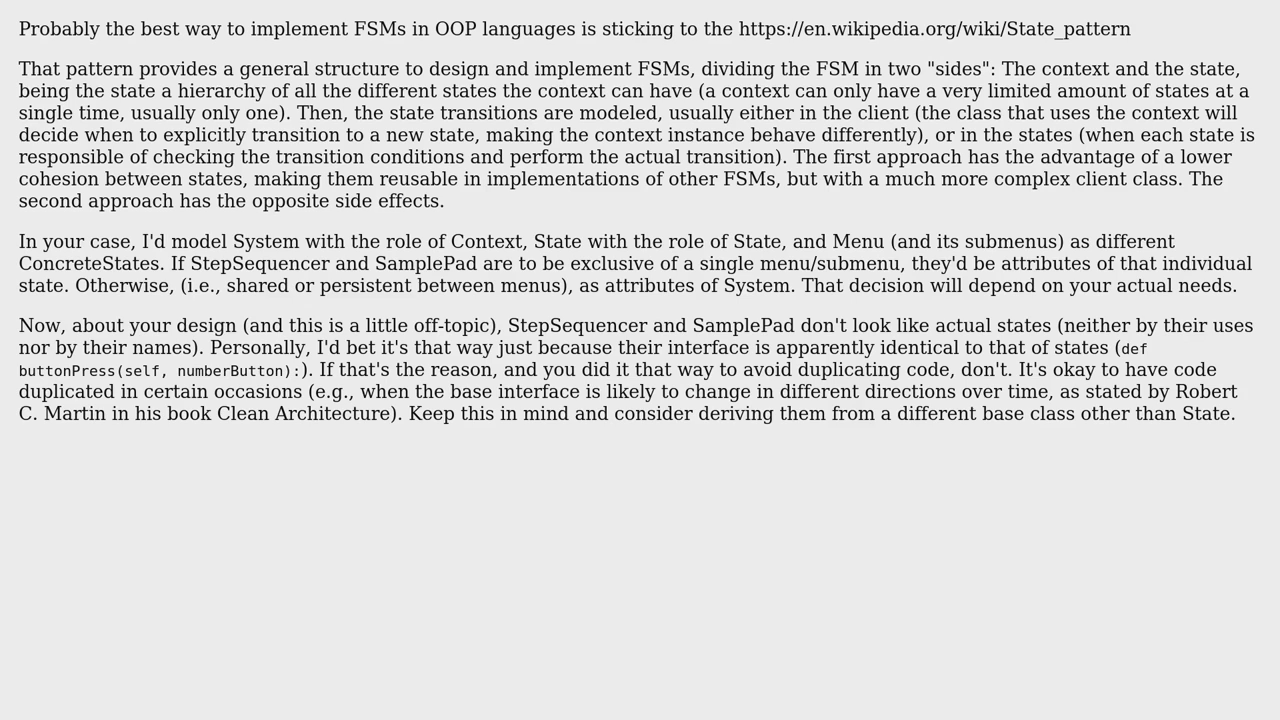 Probably the best way to implement FSMs in OOP languages is sticking to the https://en.wikipedia.org/wiki/State_pattern
That pattern provides a general structure to design and implement FSMs, dividing the FSM in two "sides": The context and the state,
being the state a hierarchy of all the different states the context can have (a context can only have a very limited amount of states at a
single time, usually only one). Then, the state transitions are modeled, usually either in the client (the class that uses the context will
decide when to explicitly transition to a new state, making the context instance behave differently), or in the states (when each state is
responsible of checking the transition conditions and perform the actual transition). The first approach has the advantage of a lower
cohesion between states, making them reusable in implementations of other FSMs, but with a much more complex client class. The
second approach has the opposite side effects.
In your case, I'd model System with the role of Context, State with the role of State, and Menu (and its submenus) as different
ConcreteStates. If StepSequencer and SamplePad are to be exclusive of a single menu/submenu, they'd be attributes of that individual
state. Otherwise, (i.e., shared or persistent between menus), as attributes of System. That decision will depend on your actual needs.
Now, about your design (and this is a little off-topic), StepSequencer and SamplePad don't look like actual states (neither by their uses
nor by their names). Personally, I'd bet it's that way just because their interface is apparently identical to that of states (def
buttonPress(self, numberButton):). If that's the reason, and you did it that way to avoid duplicating code, don't. It's okay to have code
duplicated in certain occasions (e.g., when the base interface is likely to change in different directions over time, as stated by Robert
C. Martin in his book Clean Architecture). Keep this in mind and consider deriving them from a different base class other than State.